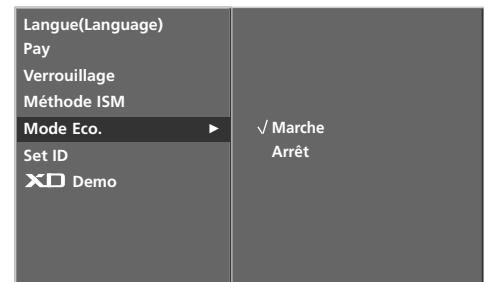 Langue(Language)
Pay
Verrouillage
Méthode ISM
Mode Eco. ►
Set ID
XD Demo
√ Marche
Arrêt